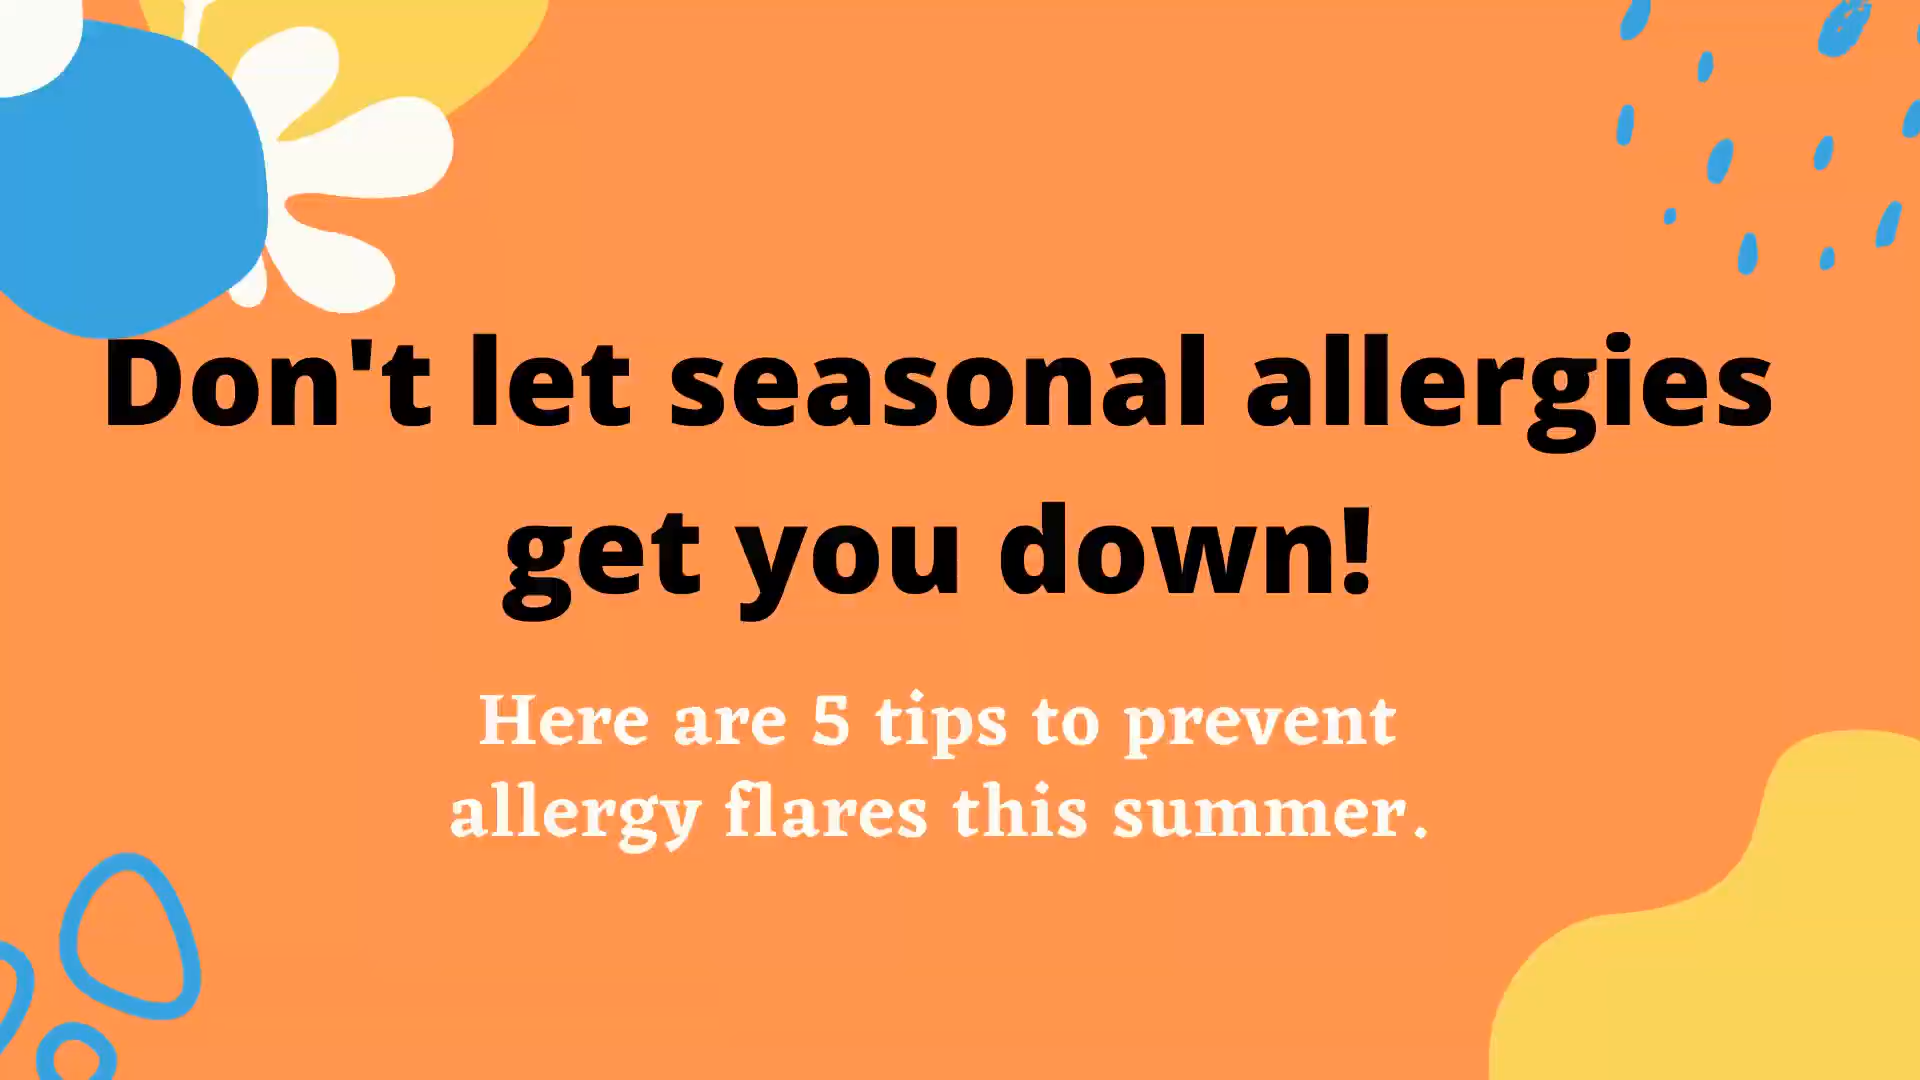 Don't let seasonal allergies
get you down!
Here are 5 tips to prevent
allergy flares this summer.